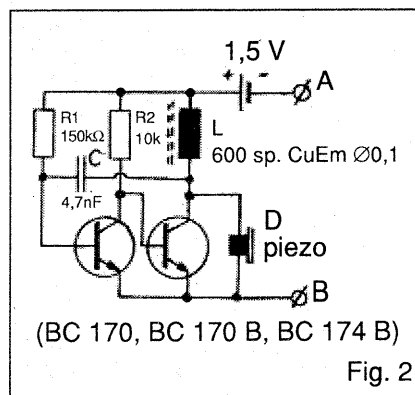 1,5 V
+ -
A
R1
150kΩ
R2
10k
L
600 sp. CuEm Ø0,1
C
4,7nF
D
piezo
B
(BC 170, BC 170 B, BC 174 B)
Fig. 2